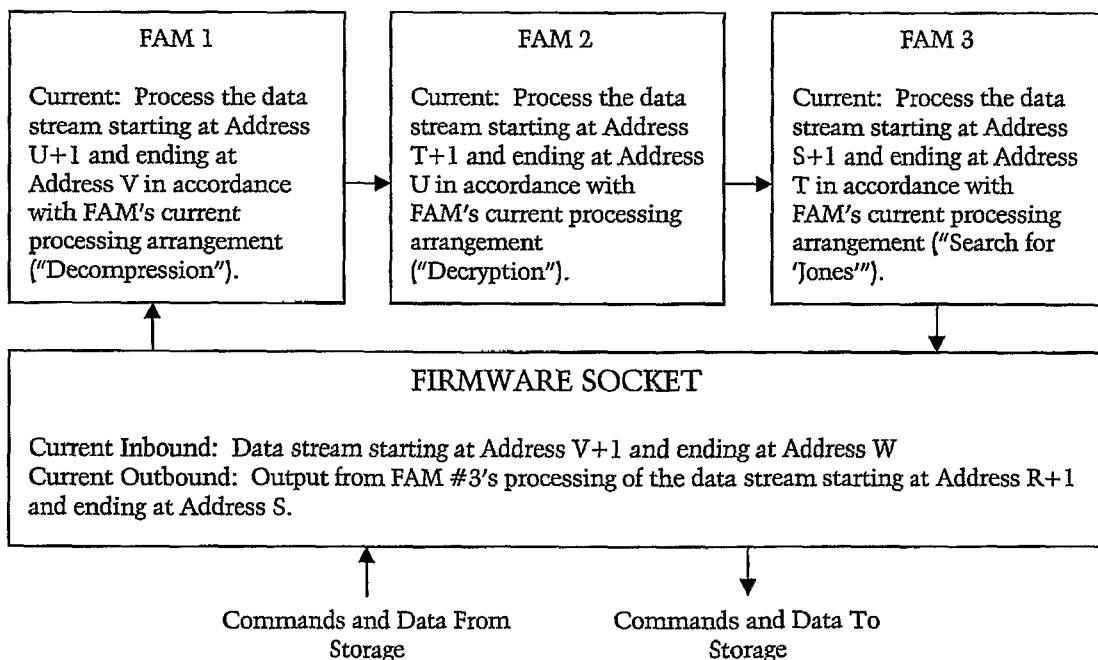 FAM 1
Current: Process the data
stream starting at Address
U+1 and ending at
Address V in accordance
with FAM's current
processing arrangement
("Decompression").
FAM 2
Current: Process the data
stream starting at Address
T+1 and ending at Address
U in accordance with
FAM's current processing
arrangement
("Decryption").
FAM 3
Current: Process the data
stream starting at Address
S+1 and ending at Address
T in accordance with
FAM's current processing
arrangement ("Search for
'Jones'").
FIRMWARE SOCKET
Current Inbound: Data stream starting at Address V+1 and ending at Address W
Current Outbound: Output from FAM #3's processing of the data stream starting at Address R+1
and ending at Address S.
Commands and Data From
Storage
Commands and Data To
Storage